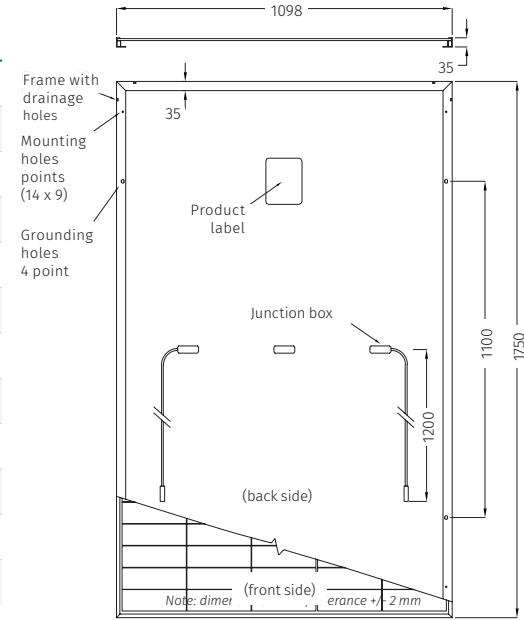 1098
35
Frame with
drainage
holes
35
Mounting
holes
points
(14 x 9)
Product
label
Grounding
holes
4 point
Junction box
1100
1750
1200
(back side)
(front side)
Note: erance +/- 2 mm